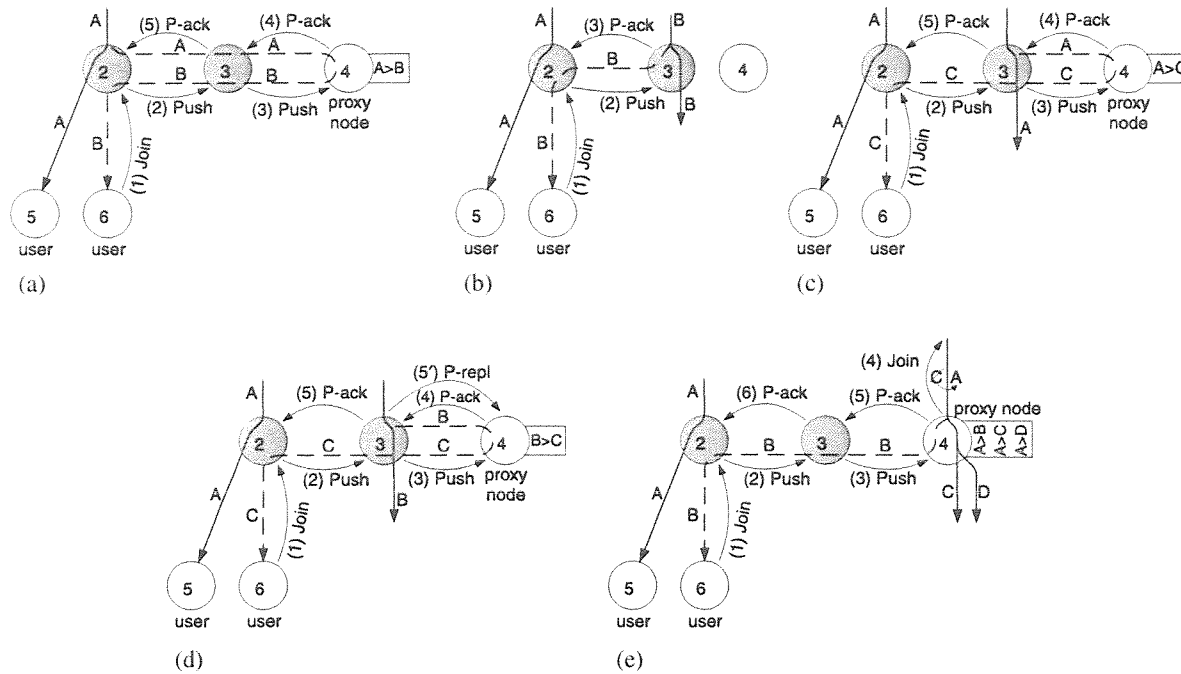 A
(5) P-ack
(4) P-ack
A
A
2
3
4
A>B
B
B
(2) Push
(3) Push
proxy
node
A
B
(1) Join
5
6
user
user
(a)
A
(3) P-ack
B
2
B
3
4
(2) Push
B
A
B
(1) Join
5
6
user
user
(b)
A
(5) P-ack
(4) P-ack
A
2
3
4
A>C
C
C
(2) Push
(3) Push
proxy
node
A
A
C
(1) Join
5
6
user
user
(c)
A
(5) P-ack
(5') P-repl
(4) P-ack
B
2
C
3
C
4
B>C
(2) Push
(3) Push
proxy
node
A
C
B
(1) Join
5
6
user
user
(d)
A
(6) P-ack
(5) P-ack
(4) Join
C
A
proxy node
2
B
3
B
4
A>B
A>C
A>D
(2) Push
(3) Push
C
D
A
B
(1) Join
5
6
user
user
(e)